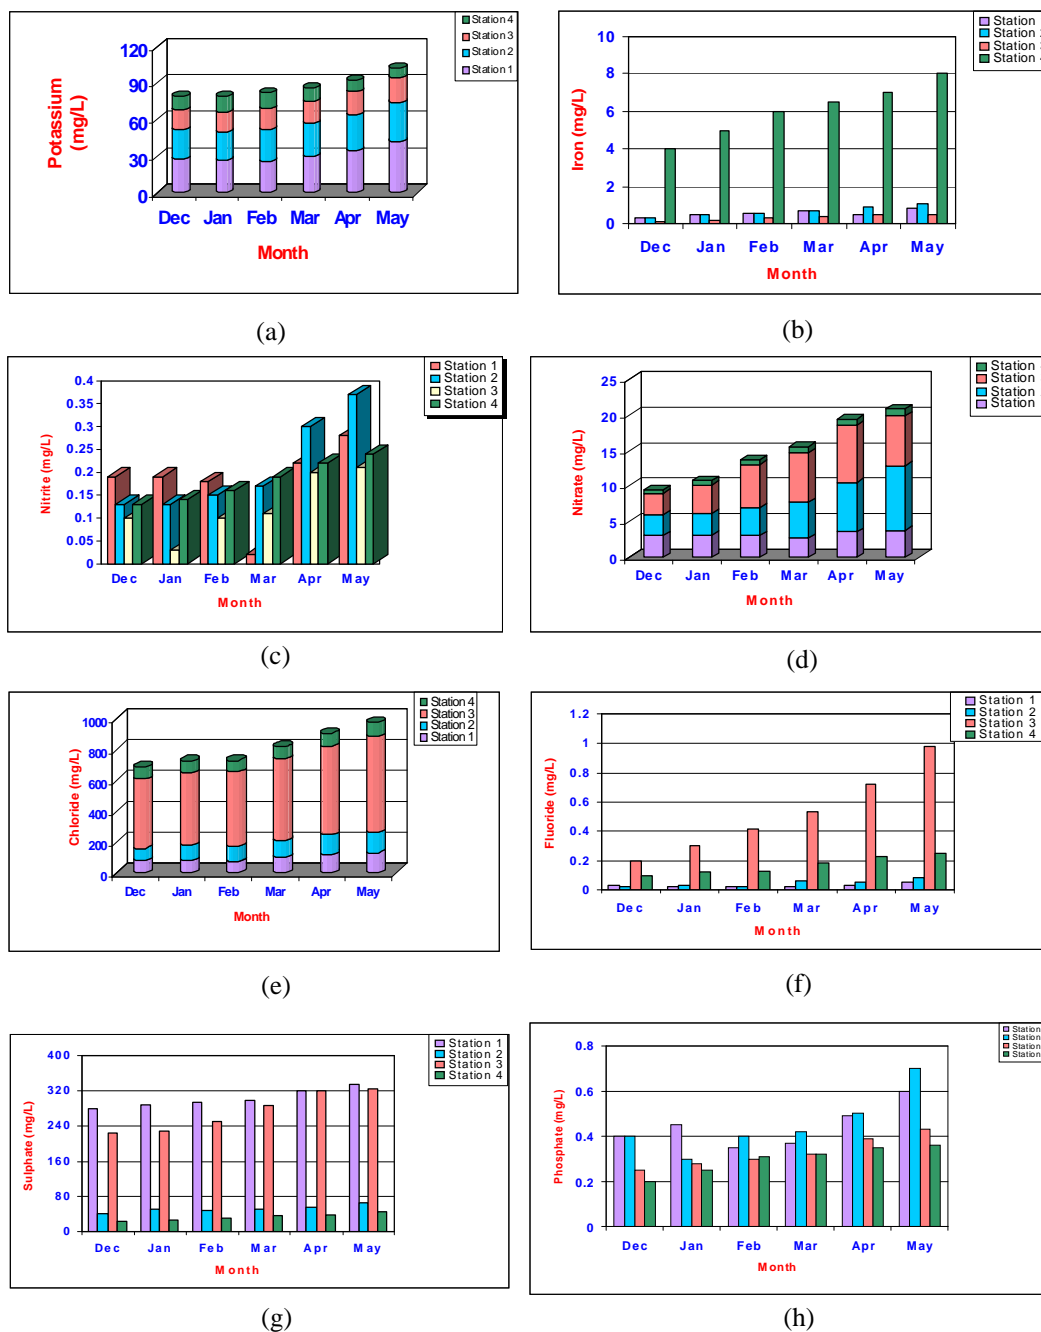 Station 4
Station 3
Station 2
Station 1
120
90
60
30
0
Potassium
(mg/L)
Dec Jan Feb Mar Apr May
Month
(a)
Station
Station
Station
Station
10
8
6
4
2
0
Iron (mg/L)
Dec Jan Feb Mar Apr May
Month
(b)
Station 1
Station 2
Station 3
Station 4
0.4
0.35
0.3
0.25
0.2
0.15
0.1
0.05
0
Nitrite (mg/L)
Dec Jan Feb Mar Apr May
Month
(c)
Station
Station
Station
Station
25
20
15
10
5
0
Nitrate (mg/L)
Dec Jan Feb Mar Apr May
Month
(d)
Station 4
Station 3
Station 2
Station 1
1000
800
600
400
200
0
Chloride (mg/L)
Dec Jan Feb Mar Apr May
Month
(e)
Station 1
Station 2
Station 3
Station 4
1.2
1
0.8
0.6
0.4
0.2
0
Fluoride (mg/L)
Dec Jan Feb Mar Apr May
Month
(f)
Station 1
Station 2
Station 3
Station 4
400
320
240
160
80
0
Sulphate (mg/L)
Dec Jan Feb Mar Apr May
Month
(g)
Station
Station
Station
Station
0.8
0.6
0.4
0.2
0
Phosphate (mg/L)
Dec Jan Feb Mar Apr May
Month
(h)